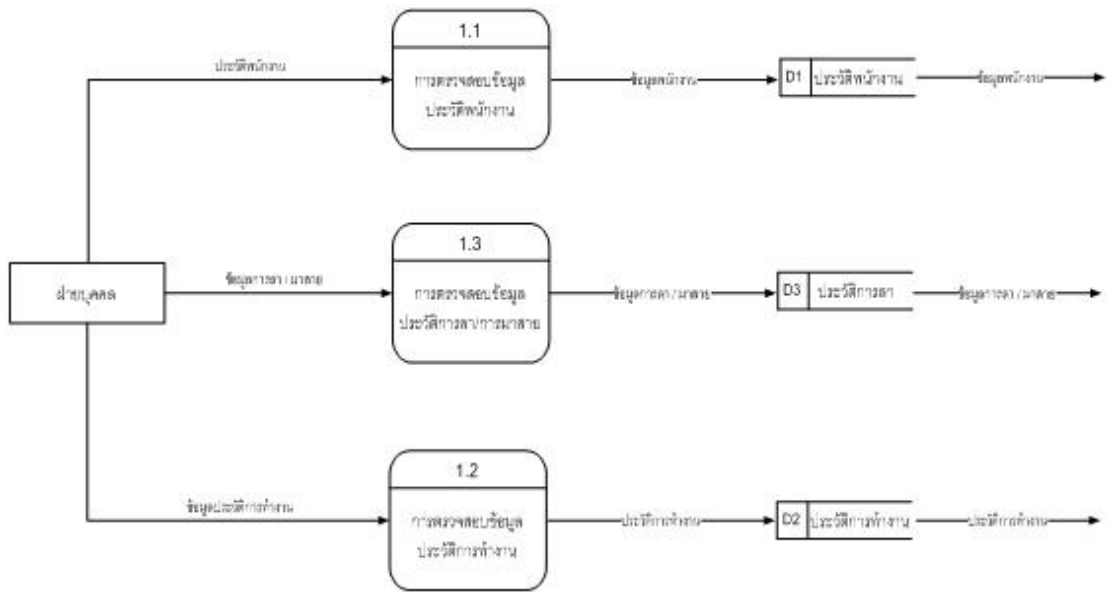 1.1
ประวัติพนักงาน
การตรวจสอบข้อมูล
ประวัติพนักงาน
ข้อมูลพนักงาน
D1 ประวัติพนักงาน
ข้อมูลพนักงาน
1.3
ฝ่ายบุคคล
ข้อมูลการลา / มาสาย
การตรวจสอบข้อมูล
ประวัติการลา/การมาสาย
ข้อมูลการลา / มาสาย
D3 ประวัติการลา
ข้อมูลการลา / มาสาย
1.2
ข้อมูลประวัติการทำงาน
การตรวจสอบข้อมูล
ประวัติการทำงาน
ประวัติการทำงาน
D2 ประวัติการทำงาน
ประวัติการทำงาน